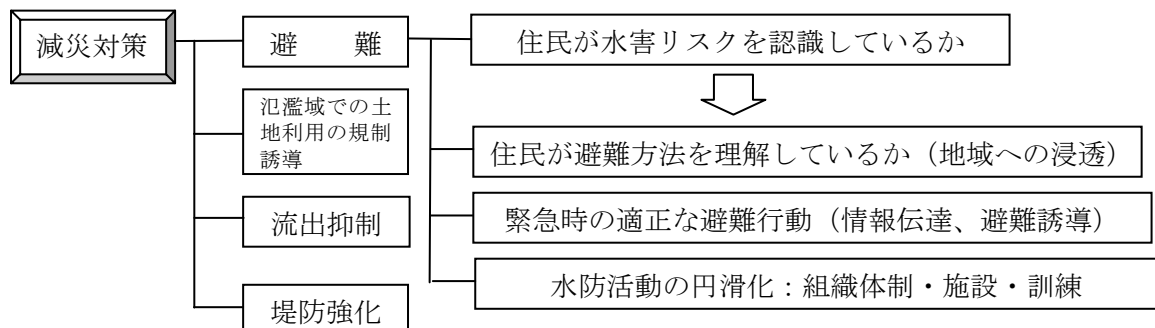 減災対策
避　　難
氾濫域での土
地利用の規制
誘導
流出抑制
堤防強化
住民が水害リスクを認識しているか
住民が避難方法を理解しているか（地域への浸透）
緊急時の適正な避難行動（情報伝達、避難誘導）
水防活動の円滑化：組織体制・施設・訓練